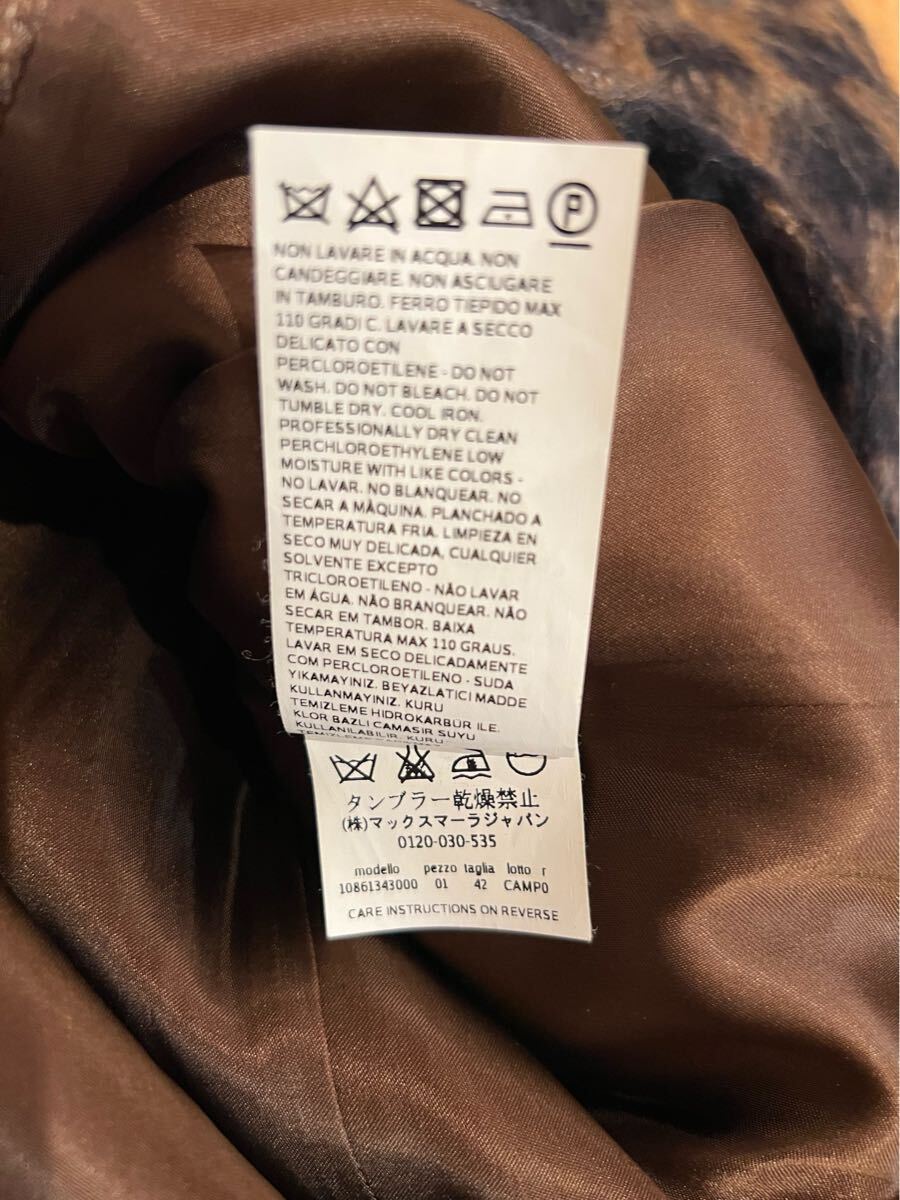 P
NON LAVARE IN ACQUA. NON
CANDEGGIARE. NON ASCIUGARE
IN TAMBURO. FERRO TIEPIDO MAX
110 GRADI C. LAVARE A SECCO
DELICATO CON
PERCLOROETILENE - DO NOT
WASH. DO NOT BLEACH. DO NOT
TUMBLE DRY. COOL IRON.
PROFESSIONALLY DRY CLEAN
PERCHLOROETHYLENE LOW
MOISTURE WITH LIKE COLORS -
NO LAVAR. NO BLANQUEAR. NO
SECAR A MÀQUINA. PLANCHADO A
TEMPERATURA FRIA. LIMPIEZA EN
SECO MUY DELICADA, CUALQUIER
SOLVENTE EXCEPTO
TRICLOROETILENO - NÃO LAVAR
EM ÁGUA. NÃO BRANQUEAR. NÃO
SECAR EM TAMBOR. BAIXA
TEMPERATURA MAX 110 GRAUS.
LAVAR EM SECO DELICADAMENTE
COM PERCLOROETILENO - SUDA
YIKAMAYINIZ. BEYAZLATICI MADDE
KULLANMAYINIZ. KURU
TEMIZLEME HIDROKARBÜR ILE.
KLOR BAZLI CAMASIR SUYU
KULLANILABILIR. KURU
タンブラー乾燥禁止
(株)マックスマーラジャパン
0120-030-535
modello pezzo taglia lotto r
10861343000 01 42 CAMP0
CARE INSTRUCTIONS ON REVERSE